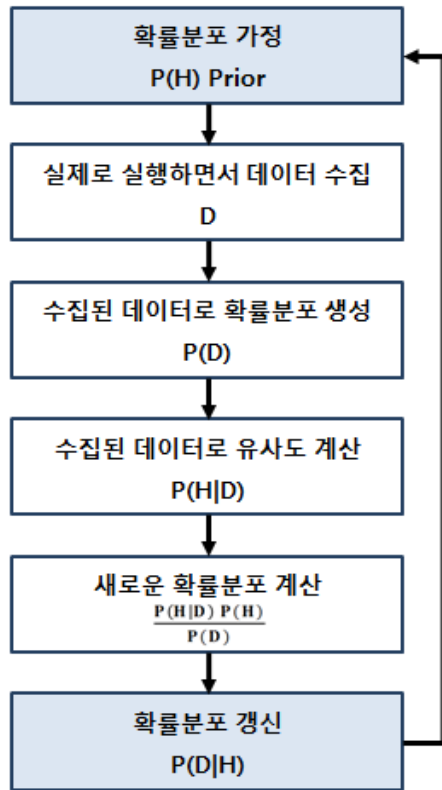 확률분포 가정
P(H) Prior
실제로 실행하면서 데이터 수집
D
수집된 데이터로 확률분포 생성
P(D)
수집된 데이터로 유사도 계산
P(H|D)
새로운 확률분포 계산
P(H|D) P(H)
P(D)
확률분포 갱신
P(D|H)